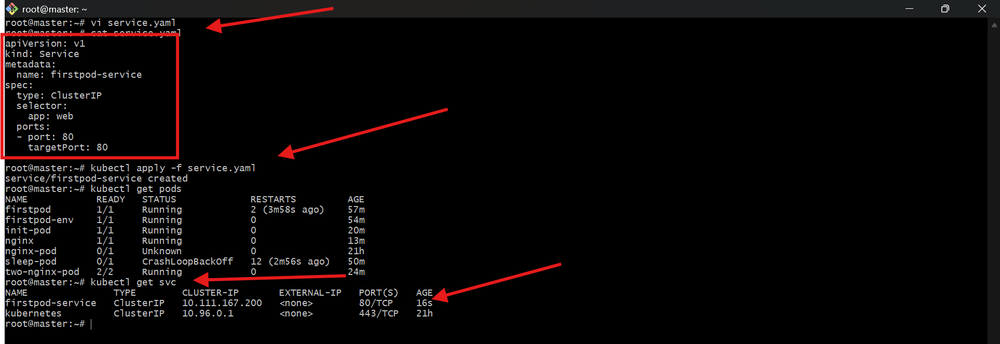 root@master: ~
root@master:~# vi service.yaml
root@master:~# cat service.yaml
apiVersion: v1
kind: Service
metadata:
  name: firstpod-service
spec:
  type: ClusterIP
  selector:
    app: web
  ports:
  - port: 80
    targetPort: 80
root@master:~# kubectl apply -f service.yaml
service/firstpod-service created
root@master:~# kubectl get pods
NAME            READY   STATUS             RESTARTS         AGE
firstpod        1/1     Running            2 (3m58s ago)    57m
firstpod-env    1/1     Running            0                54m
init-pod        1/1     Running            0                20m
nginx           1/1     Running            0                13m
nginx-pod       0/1     Unknown            0                21h
sleep-pod       0/1     CrashLoopBackOff   12 (2m56s ago)   50m
two-nginx-pod   2/2     Running            0                24m
root@master:~# kubectl get svc
NAME               TYPE        CLUSTER-IP       EXTERNAL-IP   PORT(S)   AGE
firstpod-service   ClusterIP   10.111.167.200   <none>        80/TCP    16s
kubernetes         ClusterIP   10.96.0.1        <none>        443/TCP   21h
root@master:~#